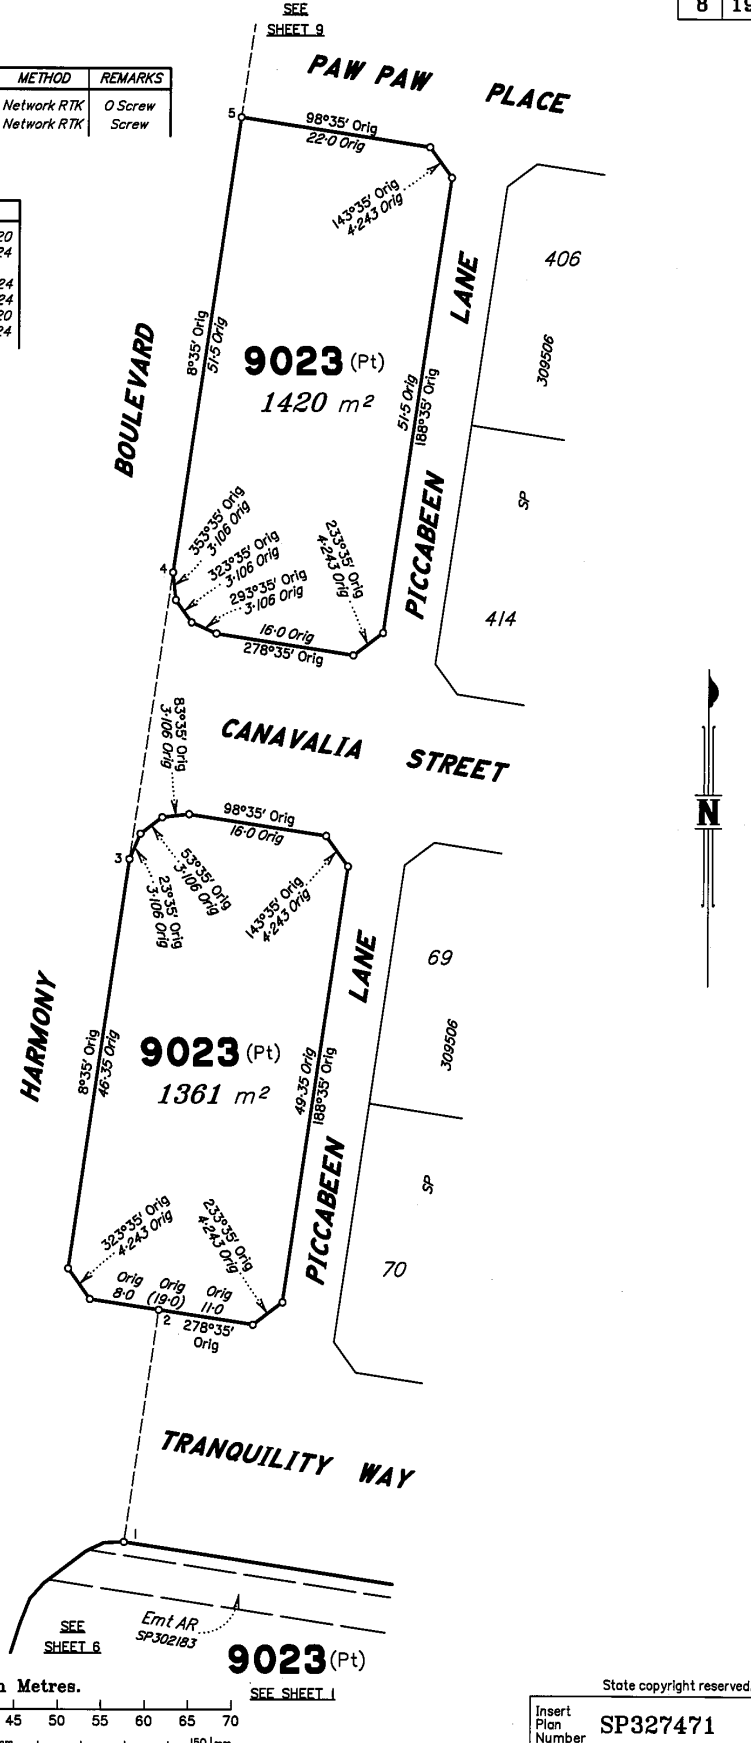 8 19
SEE
SHEET 9
METHOD REMARKS
Network RTK O Screw
Network RTK Screw
PAW PAW PLACE
5
98°35' Orig
22·0 Orig
143°35' Orig
4·243 Orig
20
24
24
24
20
24
406
LANE
309506
8°35' Orig
51·5 Orig
BOULEVARD
9023 (Pt)
1420 m²
51·5 Orig
188°35' Orig
SP
PICCABEEN
414
353°35' Orig
3·106 Orig
323°35' Orig
3·106 Orig
293°35' Orig
3·106 Orig
233°35' Orig
4·243 Orig
4
16·0 Orig
278°35' Orig
83°35' Orig
3·106 Orig
CANAVALIA STREET
N
98°35' Orig
16·0 Orig
3
53°35' Orig
3·106 Orig
23°35' Orig
3·106 Orig
143°35' Orig
4·243 Orig
LANE
69
309506
HARMONY
8°35' Orig
46·35 Orig
9023 (Pt)
1361 m²
49·35 Orig
188°35' Orig
PICCABEEN
SP
70
323°35' Orig
4·243 Orig
233°35' Orig
4·243 Orig
Orig Orig Orig
8·0 (19·0) 11·0
2
278°35'
Orig
TRANQUILITY WAY
1
Emt AR
SP302183
SEE
SHEET 6
9023 (Pt)
SEE SHEET 1
n Metres.
45 50 55 60 65 70
150 mm
State copyright reserved.
Insert
Plan
Number
SP327471